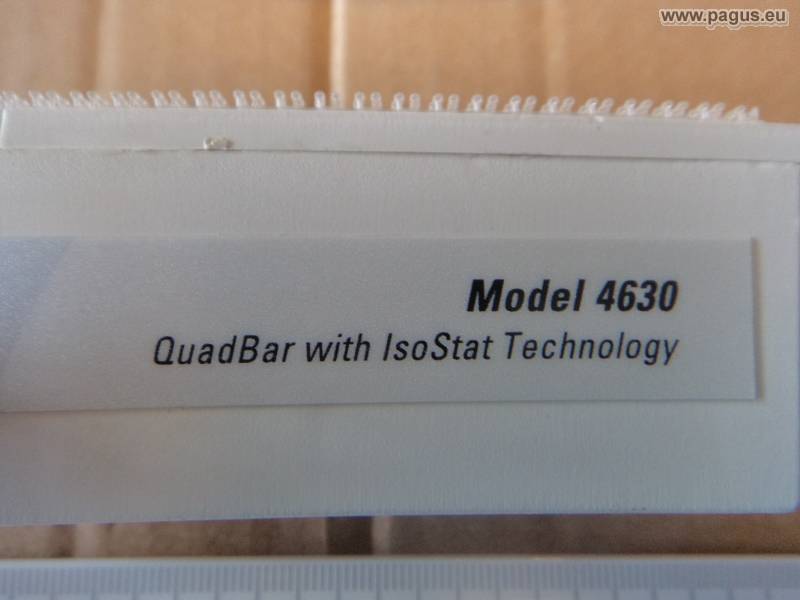 www.pagus.eu
Model 4630
QuadBar with IsoStat Technology